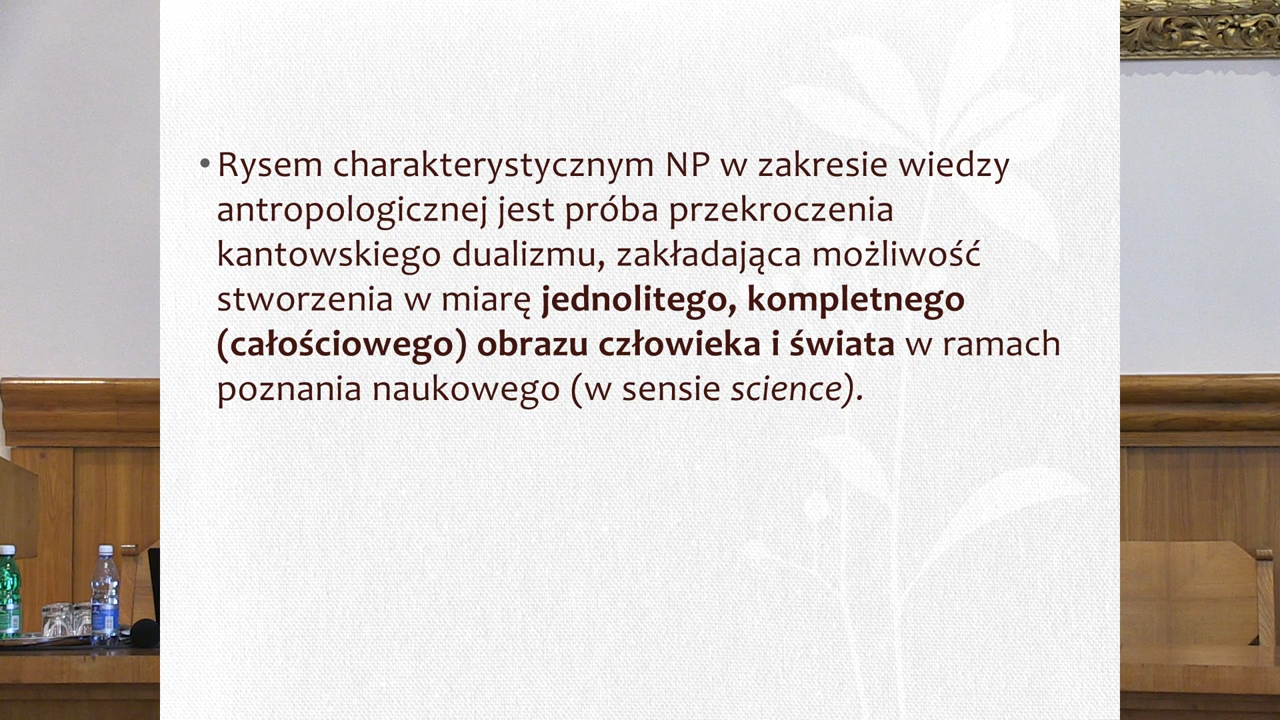 • Rysem charakterystycznym NP w zakresie wiedzy
antropologicznej jest próba przekroczenia
kantowskiego dualizmu, zakładająca możliwość
stworzenia w miarę jednolitego, kompletnego
(całościowego) obrazu człowieka i świata w ramach
poznania naukowego (w sensie science).